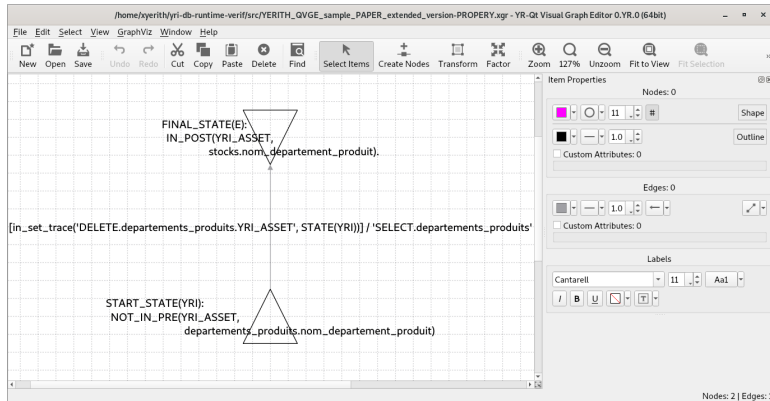 /home/xyerith/yri-db-runtime-verif/src/YERITH_QVGE_sample_PAPER_extended_version-PROPERY.xgr - YR-Qt Visual Graph Editor 0.YR.0 (64bit)
File Edit Select View GraphViz Window Help
New Open Save Undo Redo Cut Copy Paste Delete Find Select Items Create Nodes Transform Factor Zoom 127% Unzoom Fit to View Fit Selection
Item Properties
Nodes: 0
11 # Shape
1.0 Outline
Custom Attributes: 0
Edges: 0
1.0
Custom Attributes: 0
Labels
Cantarell 11 Aa1
I B U T
FINAL_STATE(E):
IN_POST(YRI_ASSET,
stocks.nom_departement_produit).
[in_set_trace('DELETE.departements_produits.YRI_ASSET', STATE(YRI))] / 'SELECT.departements_produits'
START_STATE(YRI):
NOT_IN_PRE(YRI_ASSET,
departements_produits.nom_departement_produit)
Nodes: 2 | Edges: